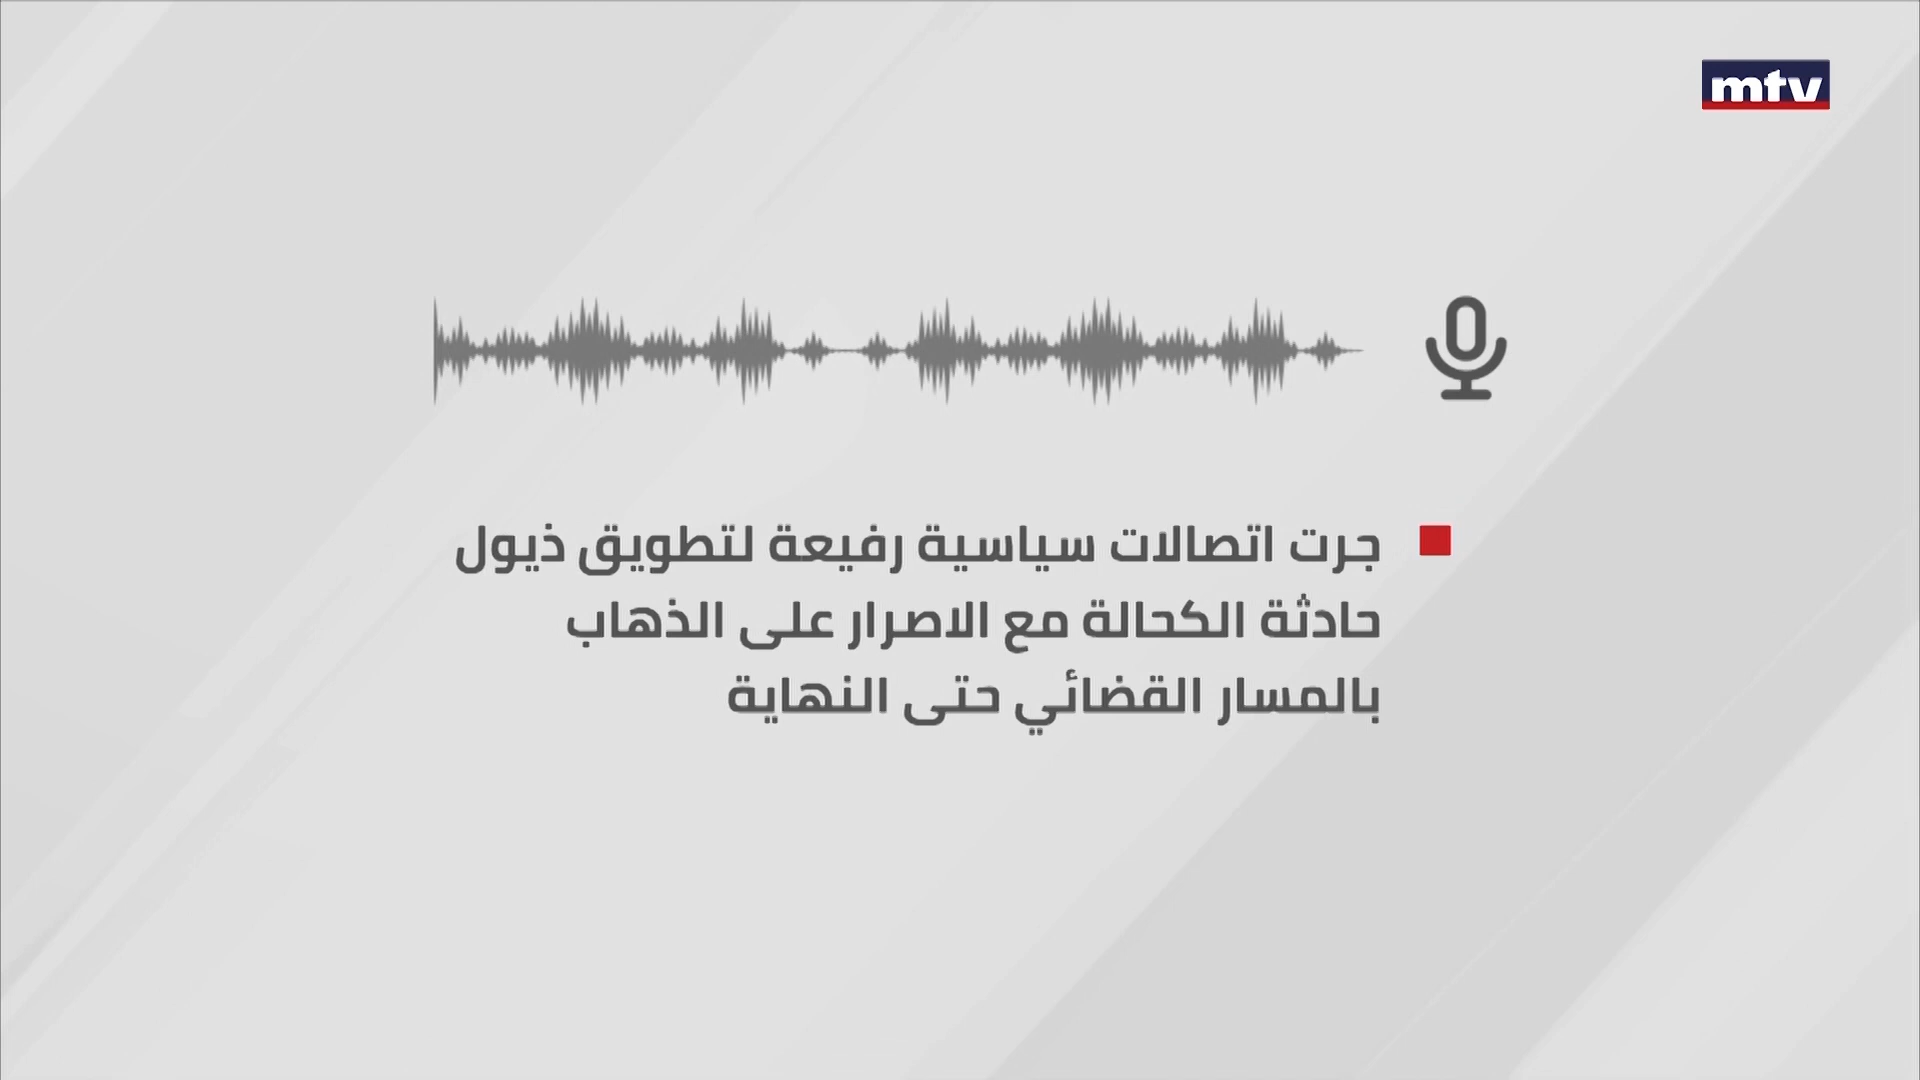 mtv
جرت اتصالات سياسية رفيعة لتطويق ذيول
حادثة الكحالة مع الاصرار على الذهاب
بالمسار القضائي حتى النهاية